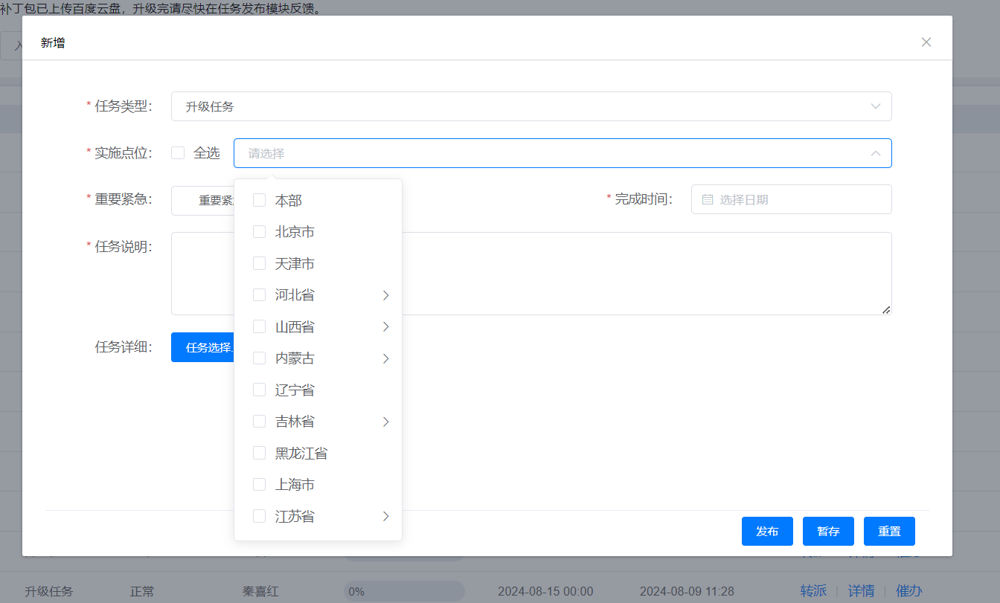 补丁包已上传百度云盘，升级完请尽快在任务发布模块反馈。
新增
* 任务类型：
升级任务
* 实施点位：
全选
请选择
* 重要紧急：
重要紧
* 完成时间：
选择日期
* 任务说明：
任务详细：
任务选择
本部
北京市
天津市
河北省
山西省
内蒙古
辽宁省
吉林省
黑龙江省
上海市
江苏省
发布 暂存 重置
升级任务 正常 秦喜红 0% 2024-08-15 00:00 2024-08-09 11:28 转派 详情 催办